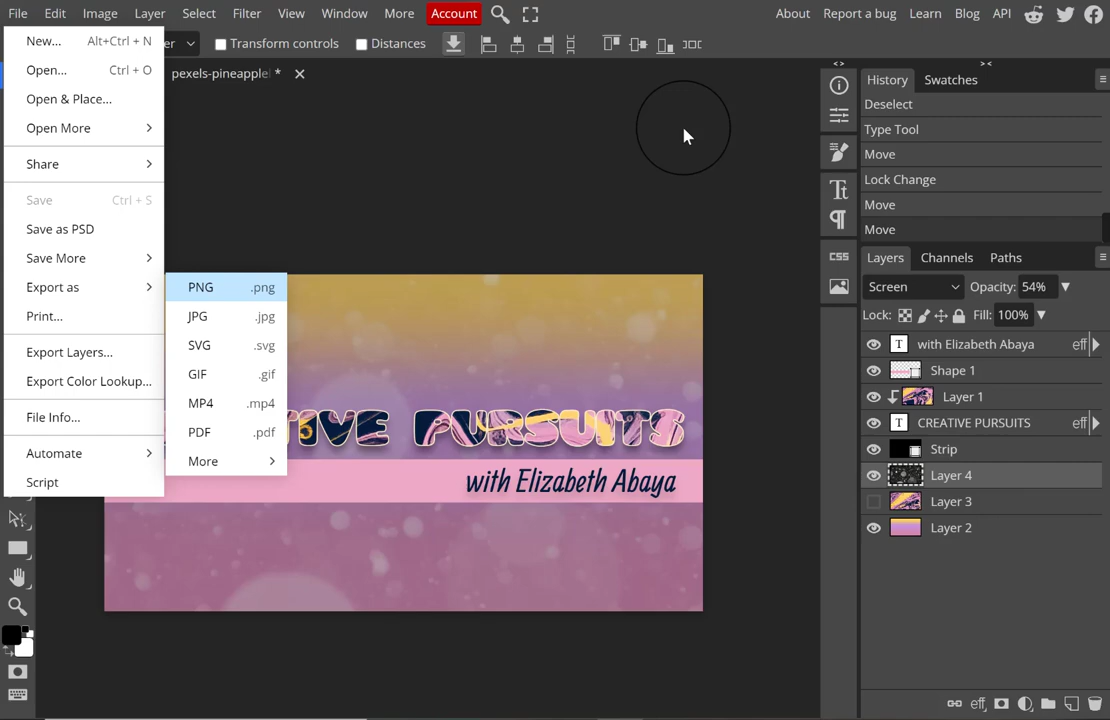 File Edit Image Layer Select Filter View Window More Account About Report a bug Learn Blog API
Transform controls Distances
pexels-pineapple *
New... Alt+Ctrl + N
Open... Ctrl + O
Open & Place...
Open More
Share
Save Ctrl + S
Save as PSD
Save More
Export as
Print...
Export Layers...
Export Color Lookup...
File Info...
Automate
Script
PNG .png
JPG .jpg
SVG .svg
GIF .gif
MP4 .mp4
PDF .pdf
More
TIVE PURSUITS
with Elizabeth Abaya
History Swatches
Deselect
Type Tool
Move
Lock Change
Move
Move
CSS
Layers Channels Paths
Screen Opacity: 54%
Lock: Fill: 100%
T with Elizabeth Abaya eff
Shape 1
Layer 1
T CREATIVE PURSUITS eff
Strip
Layer 4
Layer 3
Layer 2
eff